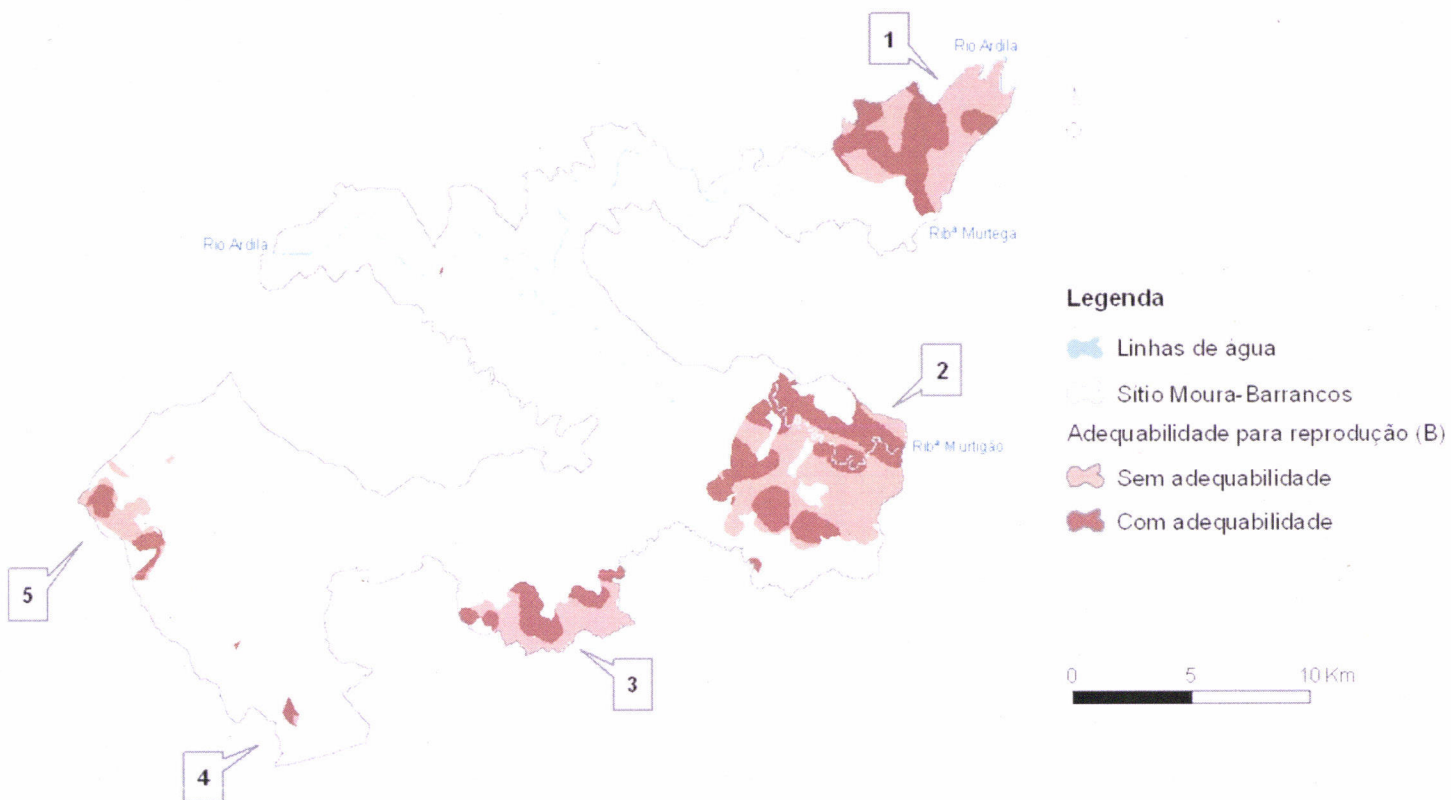 1
Rio Ardila
Rio Ardila
Ribª Murtega
Legenda
Linhas de água
Sítio Moura-Barrancos
Adequabilidade para reprodução (B)
Sem adequabilidade
Com adequabilidade
2
Ribª Murtigão
5
3
4
0 5 10 Km